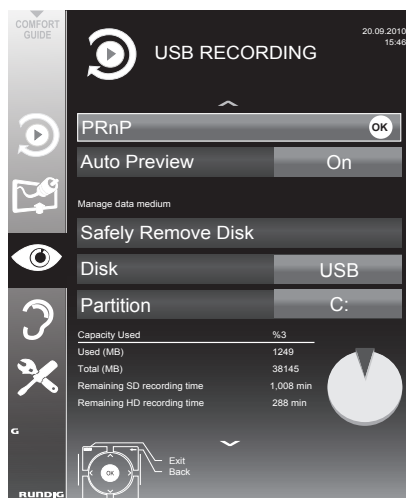 COMFORT
GUIDE
20.09.2010
15:46
USB RECORDING
PRnP OK
Auto Preview On
Manage data medium
Safely Remove Disk
Disk USB
Partition C:
Capacity Used %3
Used (MB) 1249
Total (MB) 38145
Remaining SD recording time 1,008 min
Remaining HD recording time 288 min
G
Exit
Back
OK
RUNDIG